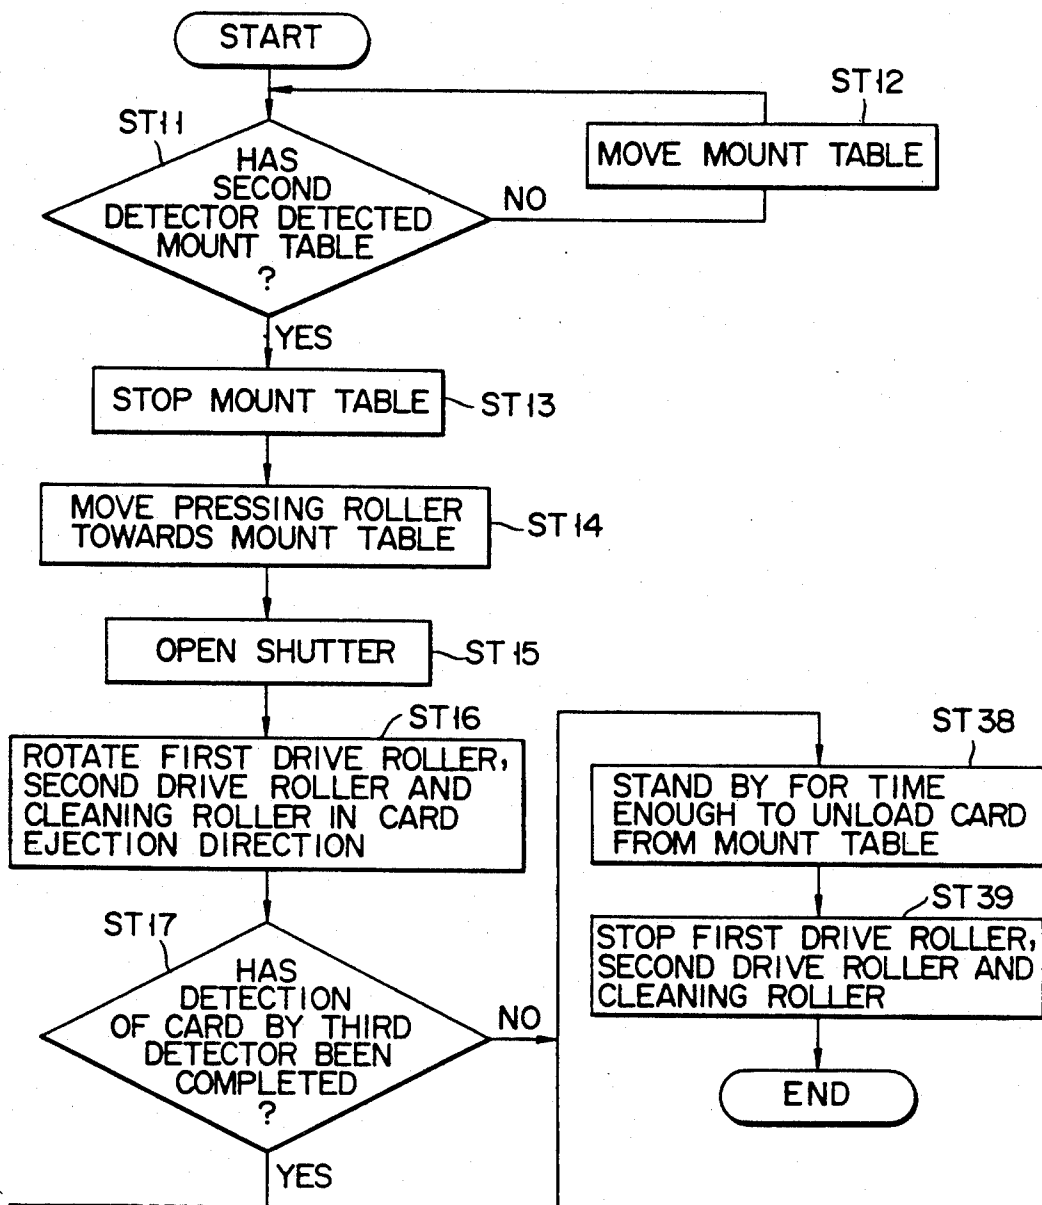 START
ST11
HAS
SECOND
DETECTOR DETECTED
MOUNT TABLE
?
NO
ST12
MOVE MOUNT TABLE
YES
STOP MOUNT TABLE
ST13
MOVE PRESSING ROLLER
TOWARDS MOUNT TABLE
ST14
OPEN SHUTTER
ST15
ST16
ROTATE FIRST DRIVE ROLLER,
SECOND DRIVE ROLLER AND
CLEANING ROLLER IN CARD
EJECTION DIRECTION
ST17
HAS
DETECTION
OF CARD BY THIRD
DETECTOR BEEN
COMPLETED
?
NO
YES
ST38
STAND BY FOR TIME
ENOUGH TO UNLOAD CARD
FROM MOUNT TABLE
ST39
STOP FIRST DRIVE ROLLER,
SECOND DRIVE ROLLER AND
CLEANING ROLLER
END